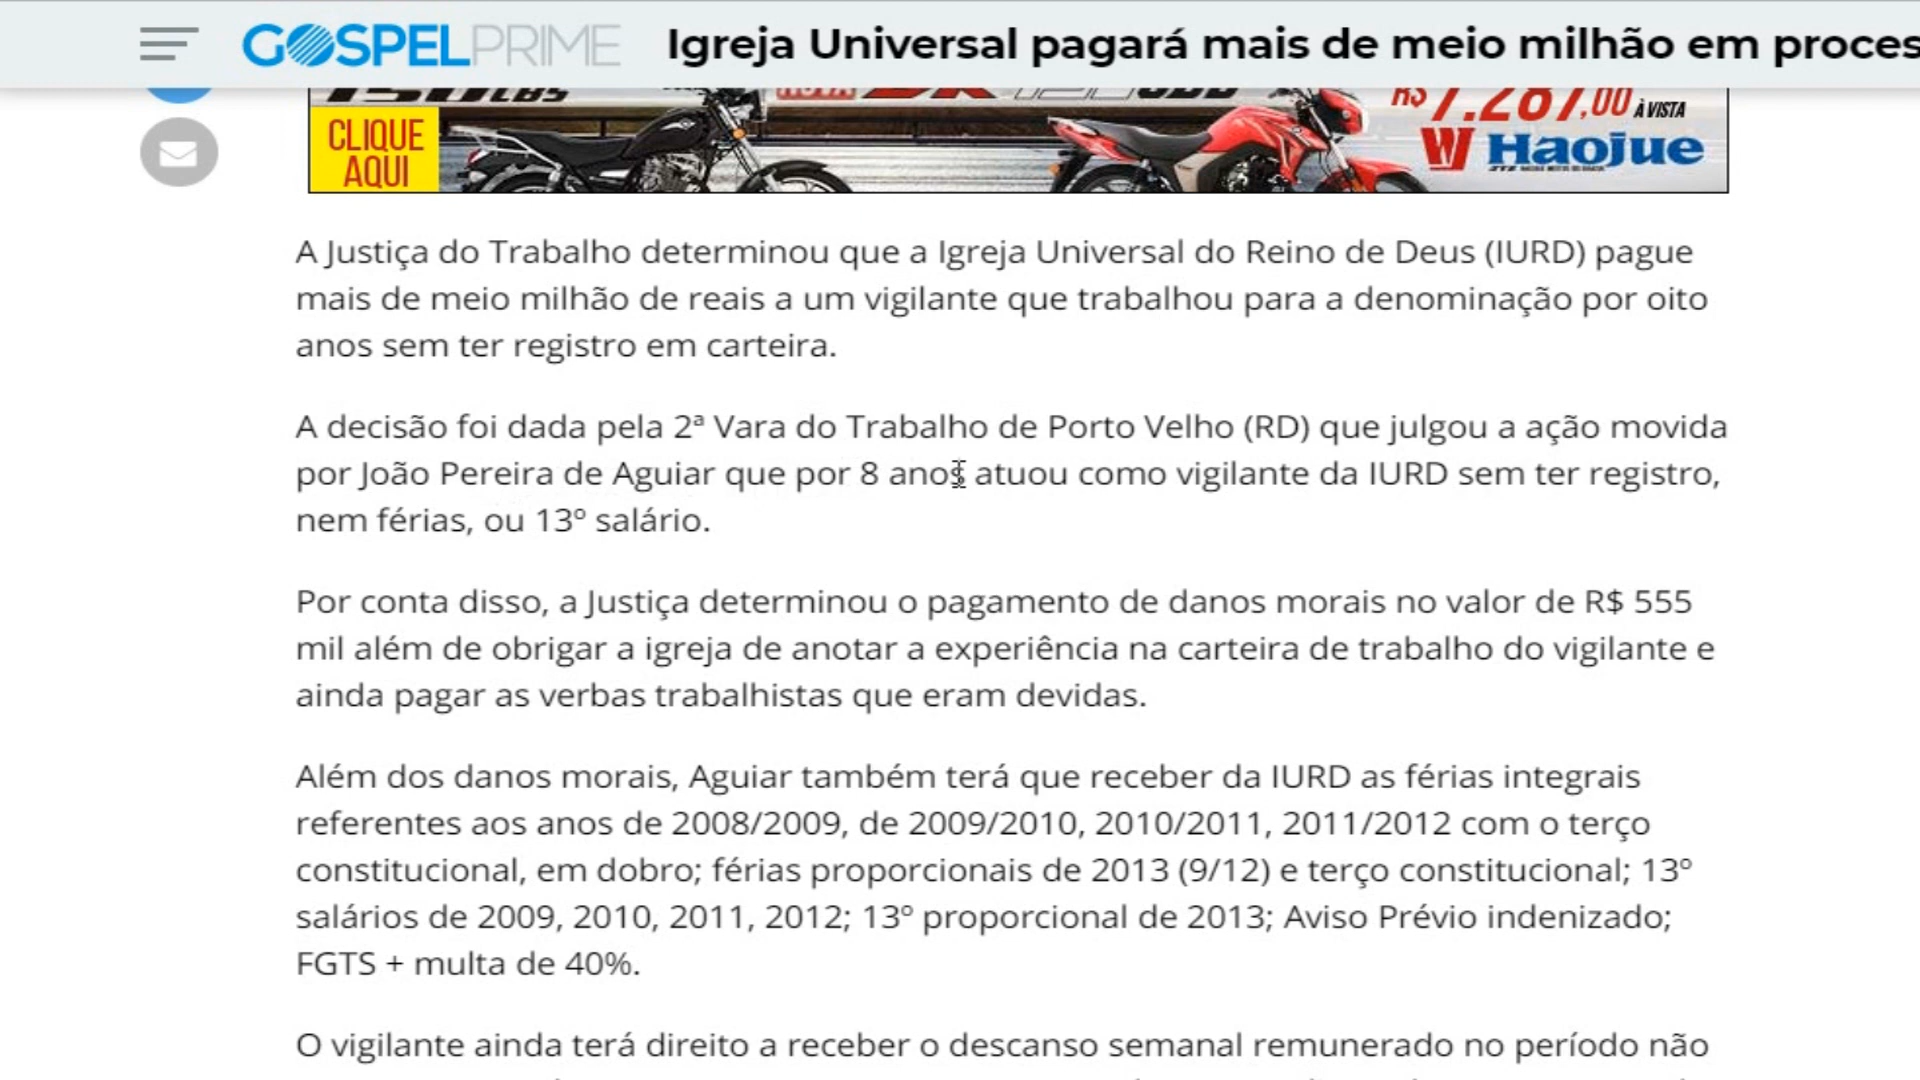 GOSPELPRIME Igreja Universal pagará mais de meio milhão em proces
CLIQUE
AQUI
R$ 7.287,00 À VISTA
Haojue
A Justiça do Trabalho determinou que a Igreja Universal do Reino de Deus (IURD) pague
mais de meio milhão de reais a um vigilante que trabalhou para a denominação por oito
anos sem ter registro em carteira.
A decisão foi dada pela 2ª Vara do Trabalho de Porto Velho (RD) que julgou a ação movida
por João Pereira de Aguiar que por 8 anos atuou como vigilante da IURD sem ter registro,
nem férias, ou 13º salário.
Por conta disso, a Justiça determinou o pagamento de danos morais no valor de R$ 555
mil além de obrigar a igreja de anotar a experiência na carteira de trabalho do vigilante e
ainda pagar as verbas trabalhistas que eram devidas.
Além dos danos morais, Aguiar também terá que receber da IURD as férias integrais
referentes aos anos de 2008/2009, de 2009/2010, 2010/2011, 2011/2012 com o terço
constitucional, em dobro; férias proporcionais de 2013 (9/12) e terço constitucional; 13º
salários de 2009, 2010, 2011, 2012; 13º proporcional de 2013; Aviso Prévio indenizado;
FGTS + multa de 40%.
O vigilante ainda terá direito a receber o descanso semanal remunerado no período não